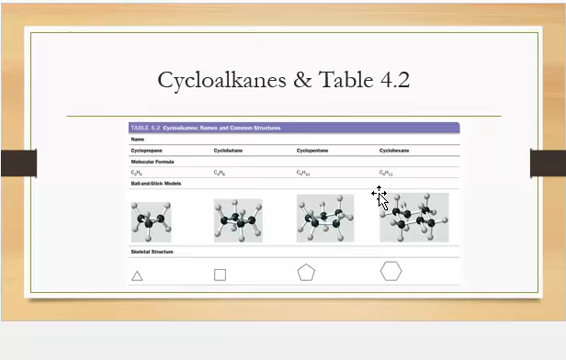 Cycloalkanes & Table 4.2
TABLE 4.2 Cycloalkanes: Names and Common Structures
Name
Cyclopropane Cyclobutane Cyclopentane Cyclohexane
Molecular Formula
C₃H₆ C₄H₈ C₅H₁₀ C₆H₁₂
Ball-and-Stick Models
Skeletal Structure